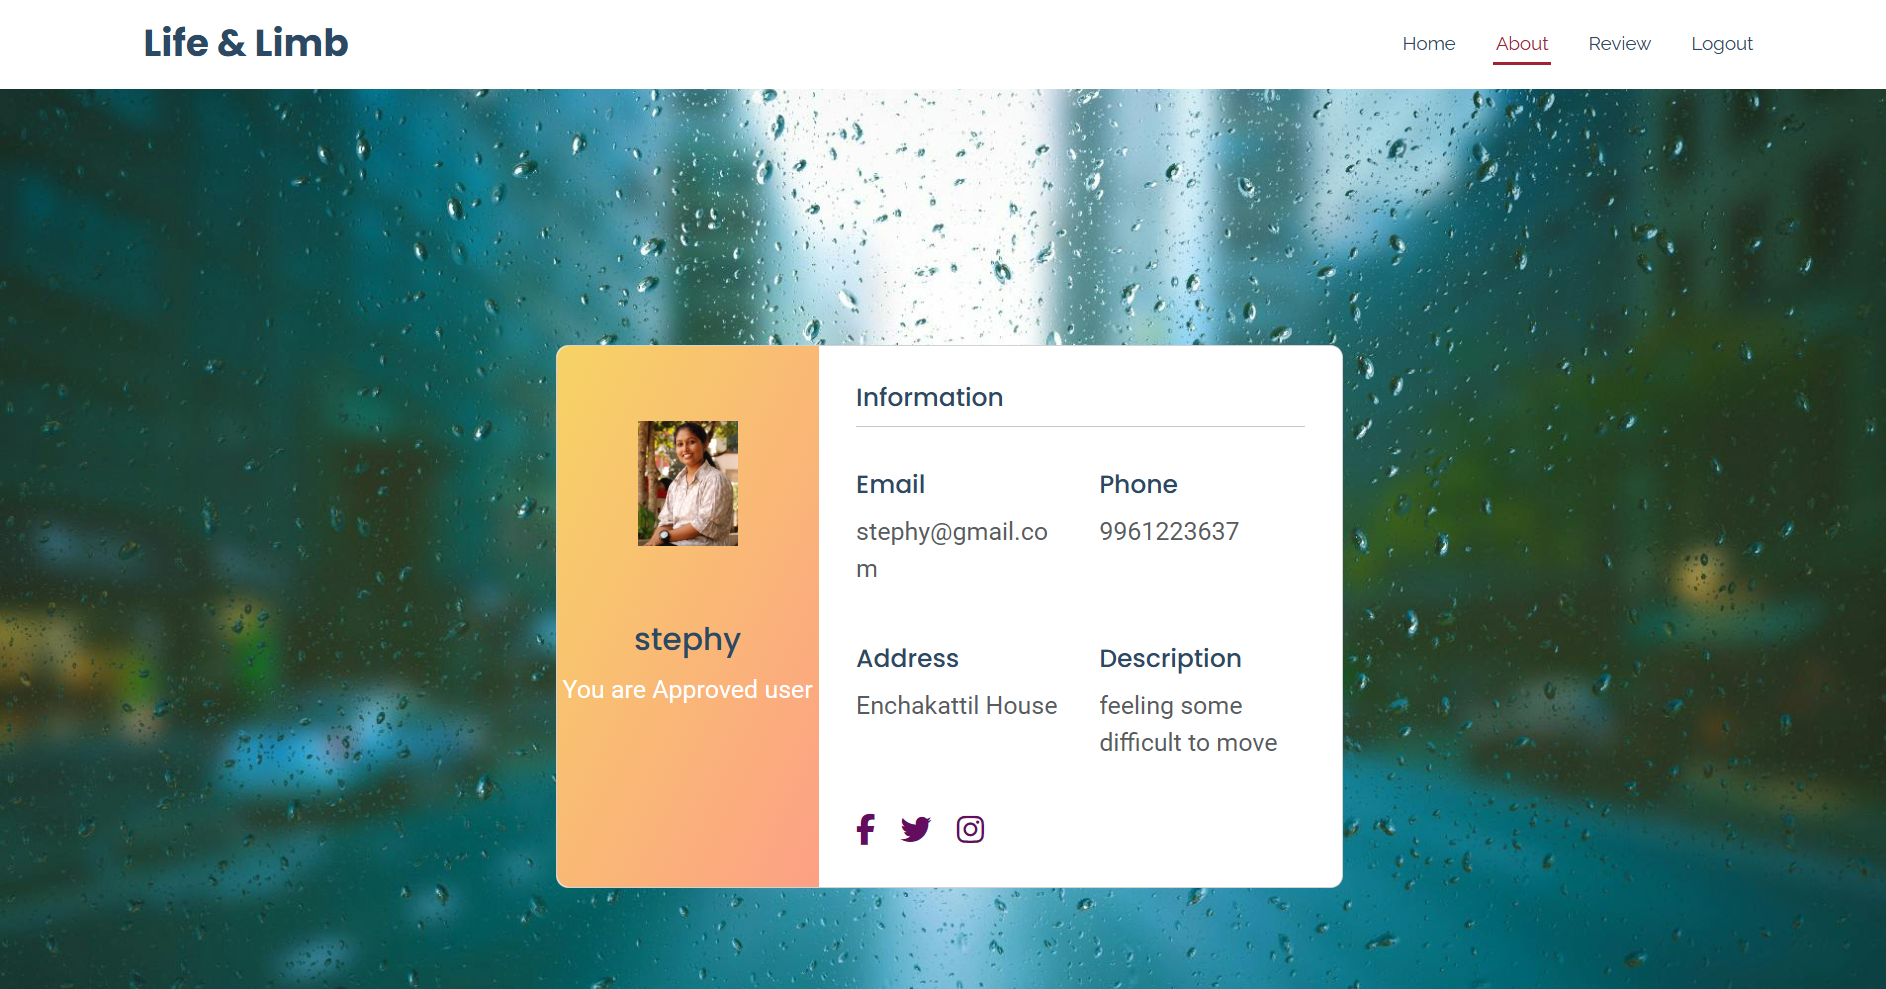 Life & Limb
Home About Review Logout
Information
Email Phone
stephy@gmail.co 9961223637
m
stephy
You are Approved user
Address Description
Enchakattil House feeling some
difficult to move